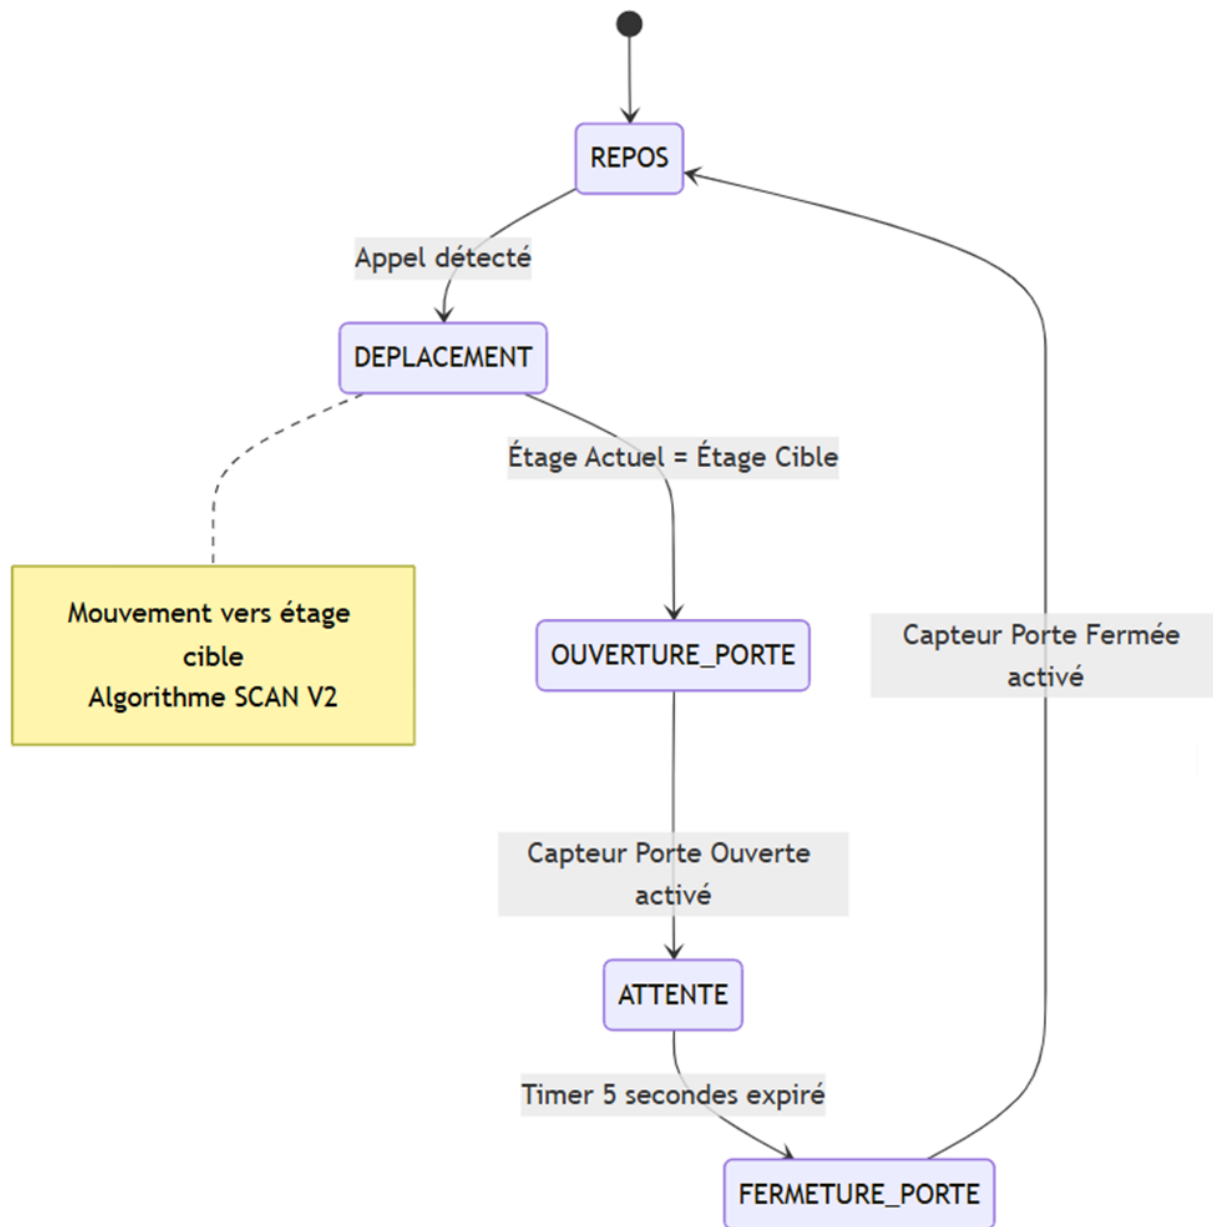 REPOS
Appel détecté
DEPLACEMENT
Étage Actuel = Étage Cible
Mouvement vers étage
cible
Algorithme SCAN V2
OUVERTURE_PORTE
Capteur Porte Fermée
activé
Capteur Porte Ouverte
activé
ATTENTE
Timer 5 secondes expiré
FERMETURE_PORTE